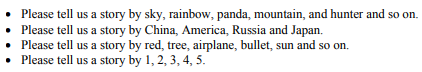 • Please tell us a story by sky, rainbow, panda, mountain, and hunter and so on.
• Please tell us a story by China, America, Russia and Japan.
• Please tell us a story by red, tree, airplane, bullet, sun and so on.
• Please tell us a story by 1, 2, 3, 4, 5.